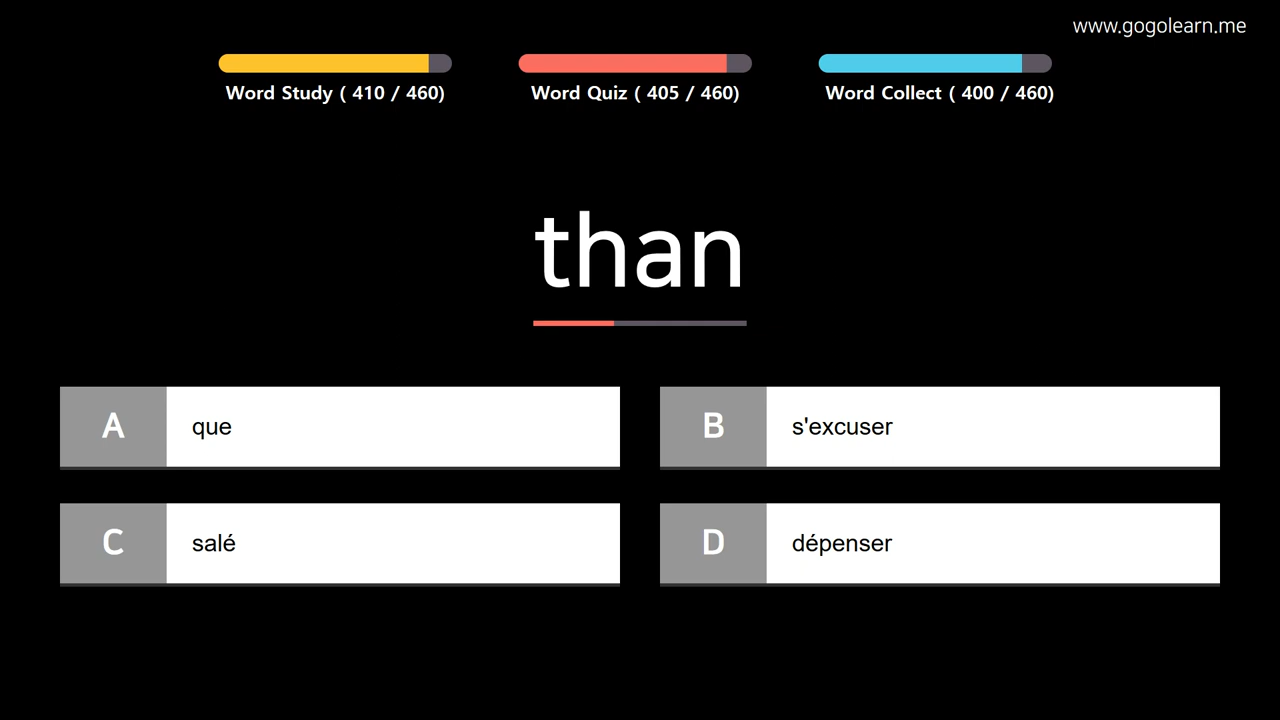 www.gogolearn.me
Word Study ( 410 / 460)
Word Quiz ( 405 / 460)
Word Collect ( 400 / 460)
than
A que
B s'excuser
C salé
D dépenser